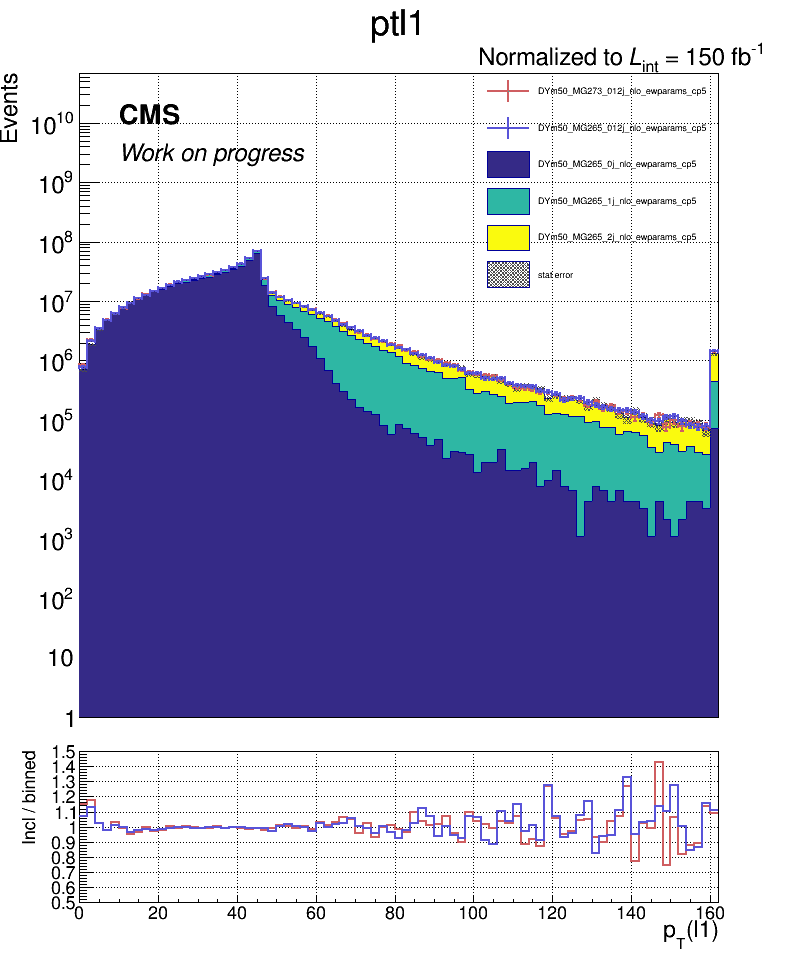 ptl1
Normalized to L_int = 150 fb^-1
Events
CMS
Work on progress
DYm50_MG273_012j_nlo_ewparams_cp5
DYm50_MG265_012j_nlo_ewparams_cp5
DYm50_MG265_0j_nlo_ewparams_cp5
DYm50_MG265_1j_nlo_ewparams_cp5
DYm50_MG265_2j_nlo_ewparams_cp5
stat error
10^10
10^9
10^8
10^7
10^6
10^5
10^4
10^3
10^2
10
1
Incl / binned
1.5
1.4
1.3
1.2
1.1
1
0.9
0.8
0.7
0.6
0.5
0 20 40 60 80 100 120 140 160
p_T(l1)